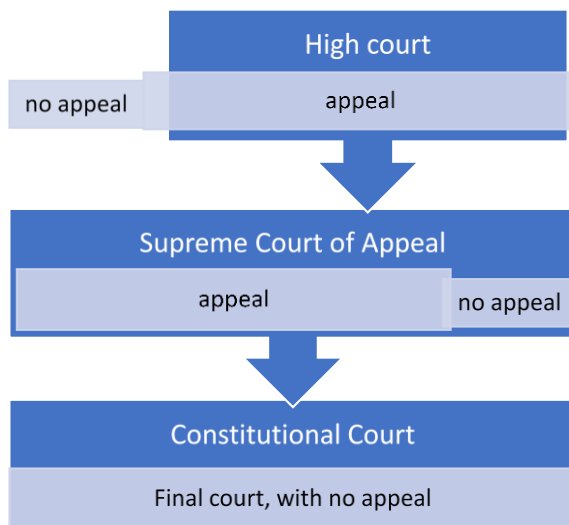 High court
no appeal
appeal
Supreme Court of Appeal
appeal
no appeal
Constitutional Court
Final court, with no appeal